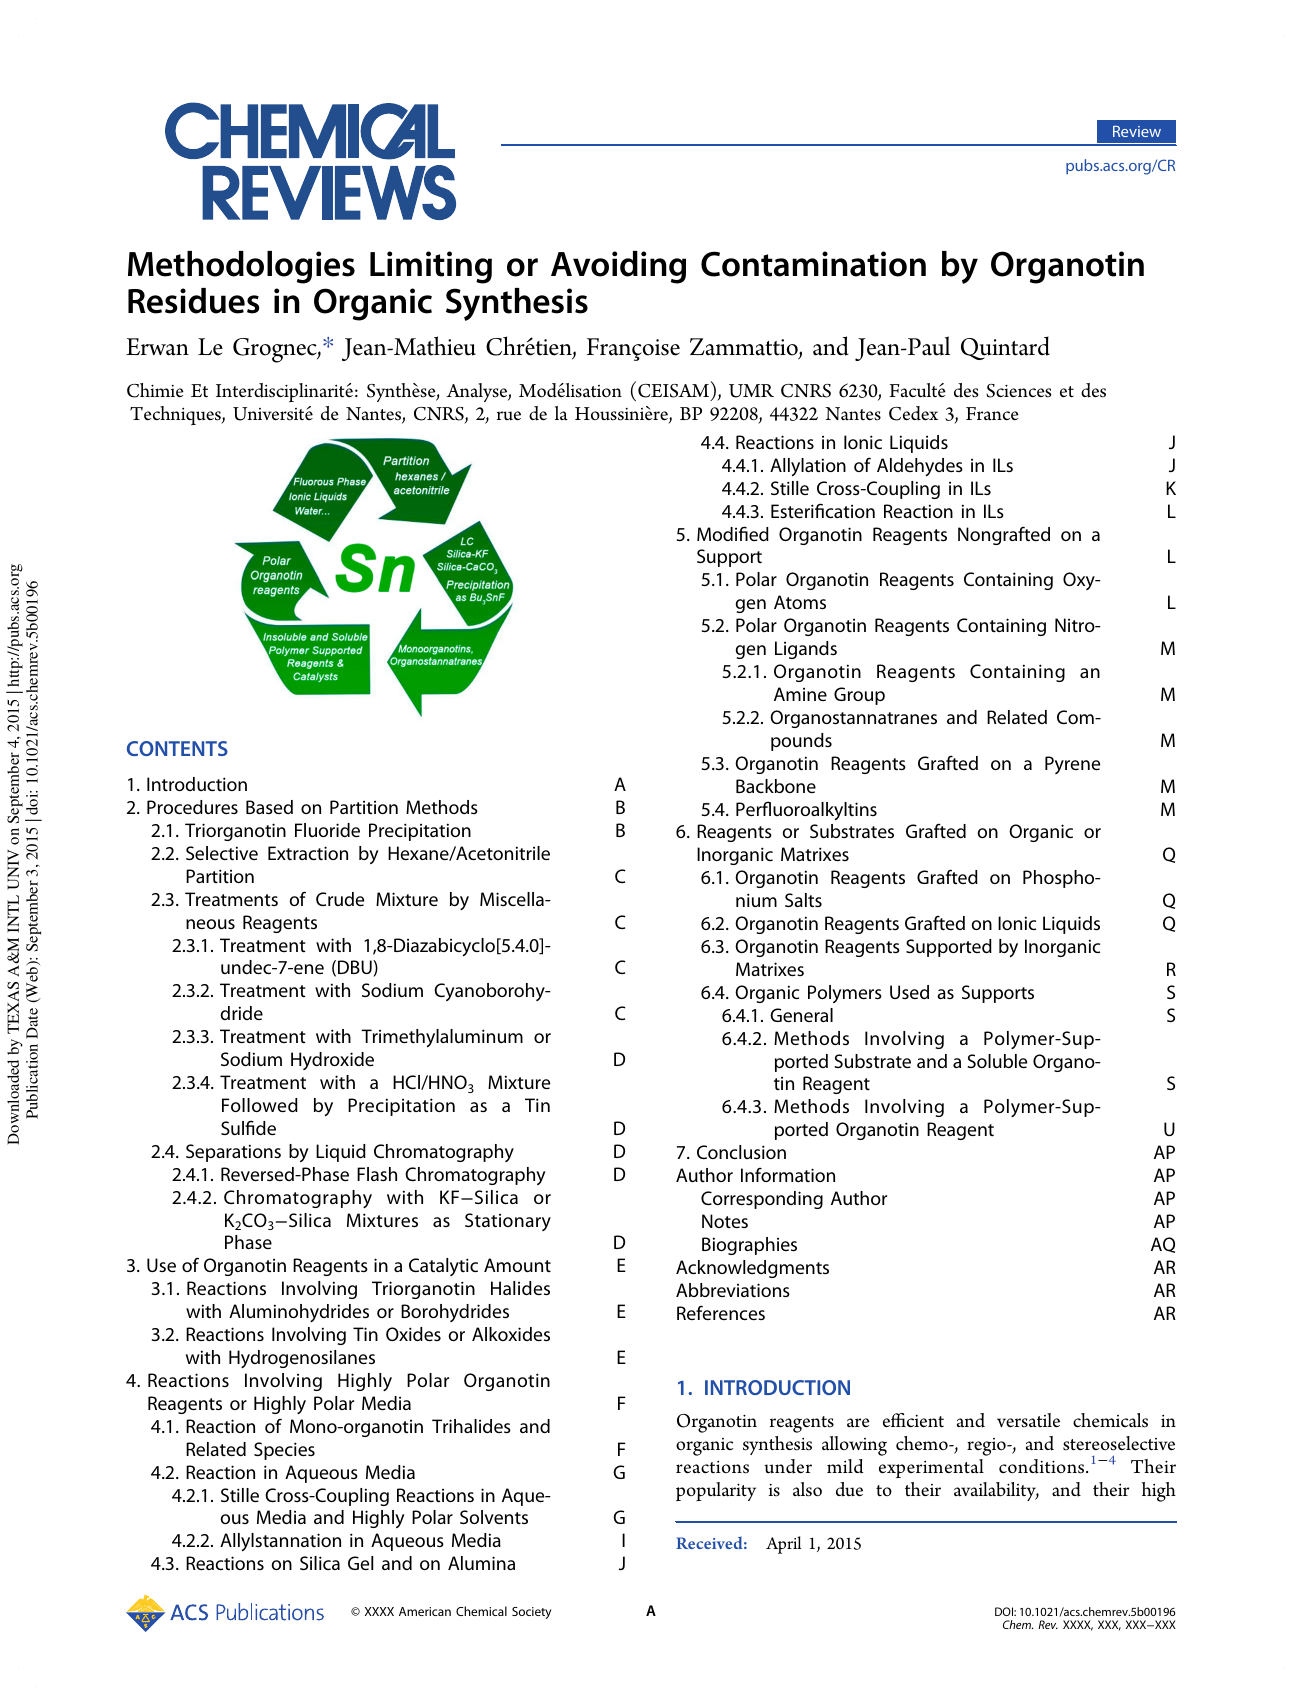 CHEMICAL
REVIEWS
Review
pubs.acs.org/CR
Methodologies Limiting or Avoiding Contamination by Organotin
Residues in Organic Synthesis
Erwan Le Grognec,* Jean-Mathieu Chrétien, Françoise Zammattio, and Jean-Paul Quintard
Chimie Et Interdisciplinarité: Synthèse, Analyse, Modélisation (CEISAM), UMR CNRS 6230, Faculté des Sciences et des
Techniques, Université de Nantes, CNRS, 2, rue de la Houssinière, BP 92208, 44322 Nantes Cedex 3, France
Fluorous Phase
Ionic Liquids
Water...
Partition
hexanes /
acetonitrile
LC
Silica-KF
Silica-CaCO3
Precipitation
as Bu3SnF
Monoorganotins,
Organostannatranes
Insoluble and Soluble
Polymer Supported
Reagents &
Catalysts
Polar
Organotin
reagents
Sn
CONTENTS
1. Introduction A
2. Procedures Based on Partition Methods B
2.1. Triorganotin Fluoride Precipitation B
2.2. Selective Extraction by Hexane/Acetonitrile
Partition C
2.3. Treatments of Crude Mixture by Miscella-
neous Reagents C
2.3.1. Treatment with 1,8-Diazabicyclo[5.4.0]-
undec-7-ene (DBU) C
2.3.2. Treatment with Sodium Cyanoborohy-
dride C
2.3.3. Treatment with Trimethylaluminum or
Sodium Hydroxide D
2.3.4. Treatment with a HCl/HNO3 Mixture
Followed by Precipitation as a Tin
Sulfide D
2.4. Separations by Liquid Chromatography D
2.4.1. Reversed-Phase Flash Chromatography D
2.4.2. Chromatography with KF−Silica or
K2CO3−Silica Mixtures as Stationary
Phase D
3. Use of Organotin Reagents in a Catalytic Amount E
3.1. Reactions Involving Triorganotin Halides
with Aluminohydrides or Borohydrides E
3.2. Reactions Involving Tin Oxides or Alkoxides
with Hydrogenosilanes E
4. Reactions Involving Highly Polar Organotin
Reagents or Highly Polar Media F
4.1. Reaction of Mono-organotin Trihalides and
Related Species F
4.2. Reaction in Aqueous Media G
4.2.1. Stille Cross-Coupling Reactions in Aque-
ous Media and Highly Polar Solvents G
4.2.2. Allylstannation in Aqueous Media I
4.3. Reactions on Silica Gel and on Alumina J
4.4. Reactions in Ionic Liquids J
4.4.1. Allylation of Aldehydes in ILs J
4.4.2. Stille Cross-Coupling in ILs K
4.4.3. Esterification Reaction in ILs L
5. Modified Organotin Reagents Nongrafted on a
Support L
5.1. Polar Organotin Reagents Containing Oxy-
gen Atoms L
5.2. Polar Organotin Reagents Containing Nitro-
gen Ligands M
5.2.1. Organotin Reagents Containing an
Amine Group M
5.2.2. Organostannatranes and Related Com-
pounds M
5.3. Organotin Reagents Grafted on a Pyrene
Backbone M
5.4. Perfluoroalkyltins M
6. Reagents or Substrates Grafted on Organic or
Inorganic Matrixes Q
6.1. Organotin Reagents Grafted on Phospho-
nium Salts Q
6.2. Organotin Reagents Grafted on Ionic Liquids Q
6.3. Organotin Reagents Supported by Inorganic
Matrixes R
6.4. Organic Polymers Used as Supports S
6.4.1. General S
6.4.2. Methods Involving a Polymer-Sup-
ported Substrate and a Soluble Organo-
tin Reagent S
6.4.3. Methods Involving a Polymer-Sup-
ported Organotin Reagent U
7. Conclusion AP
Author Information AP
Corresponding Author AP
Notes AP
Biographies AQ
Acknowledgments AR
Abbreviations AR
References AR
1. INTRODUCTION
Organotin reagents are efficient and versatile chemicals in
organic synthesis allowing chemo-, regio-, and stereoselective
reactions under mild experimental conditions.1−4 Their
popularity is also due to their availability, and their high
Received: April 1, 2015
ACS Publications
© XXXX American Chemical Society
A
DOI: 10.1021/acs.chemrev.5b00196
Chem. Rev. XXXX, XXX, XXX−XXX
Downloaded by TEXAS A&M INTL UNIV on September 4, 2015 | http://pubs.acs.org
Publication Date (Web): September 3, 2015 | doi: 10.1021/acs.chemrev.5b00196